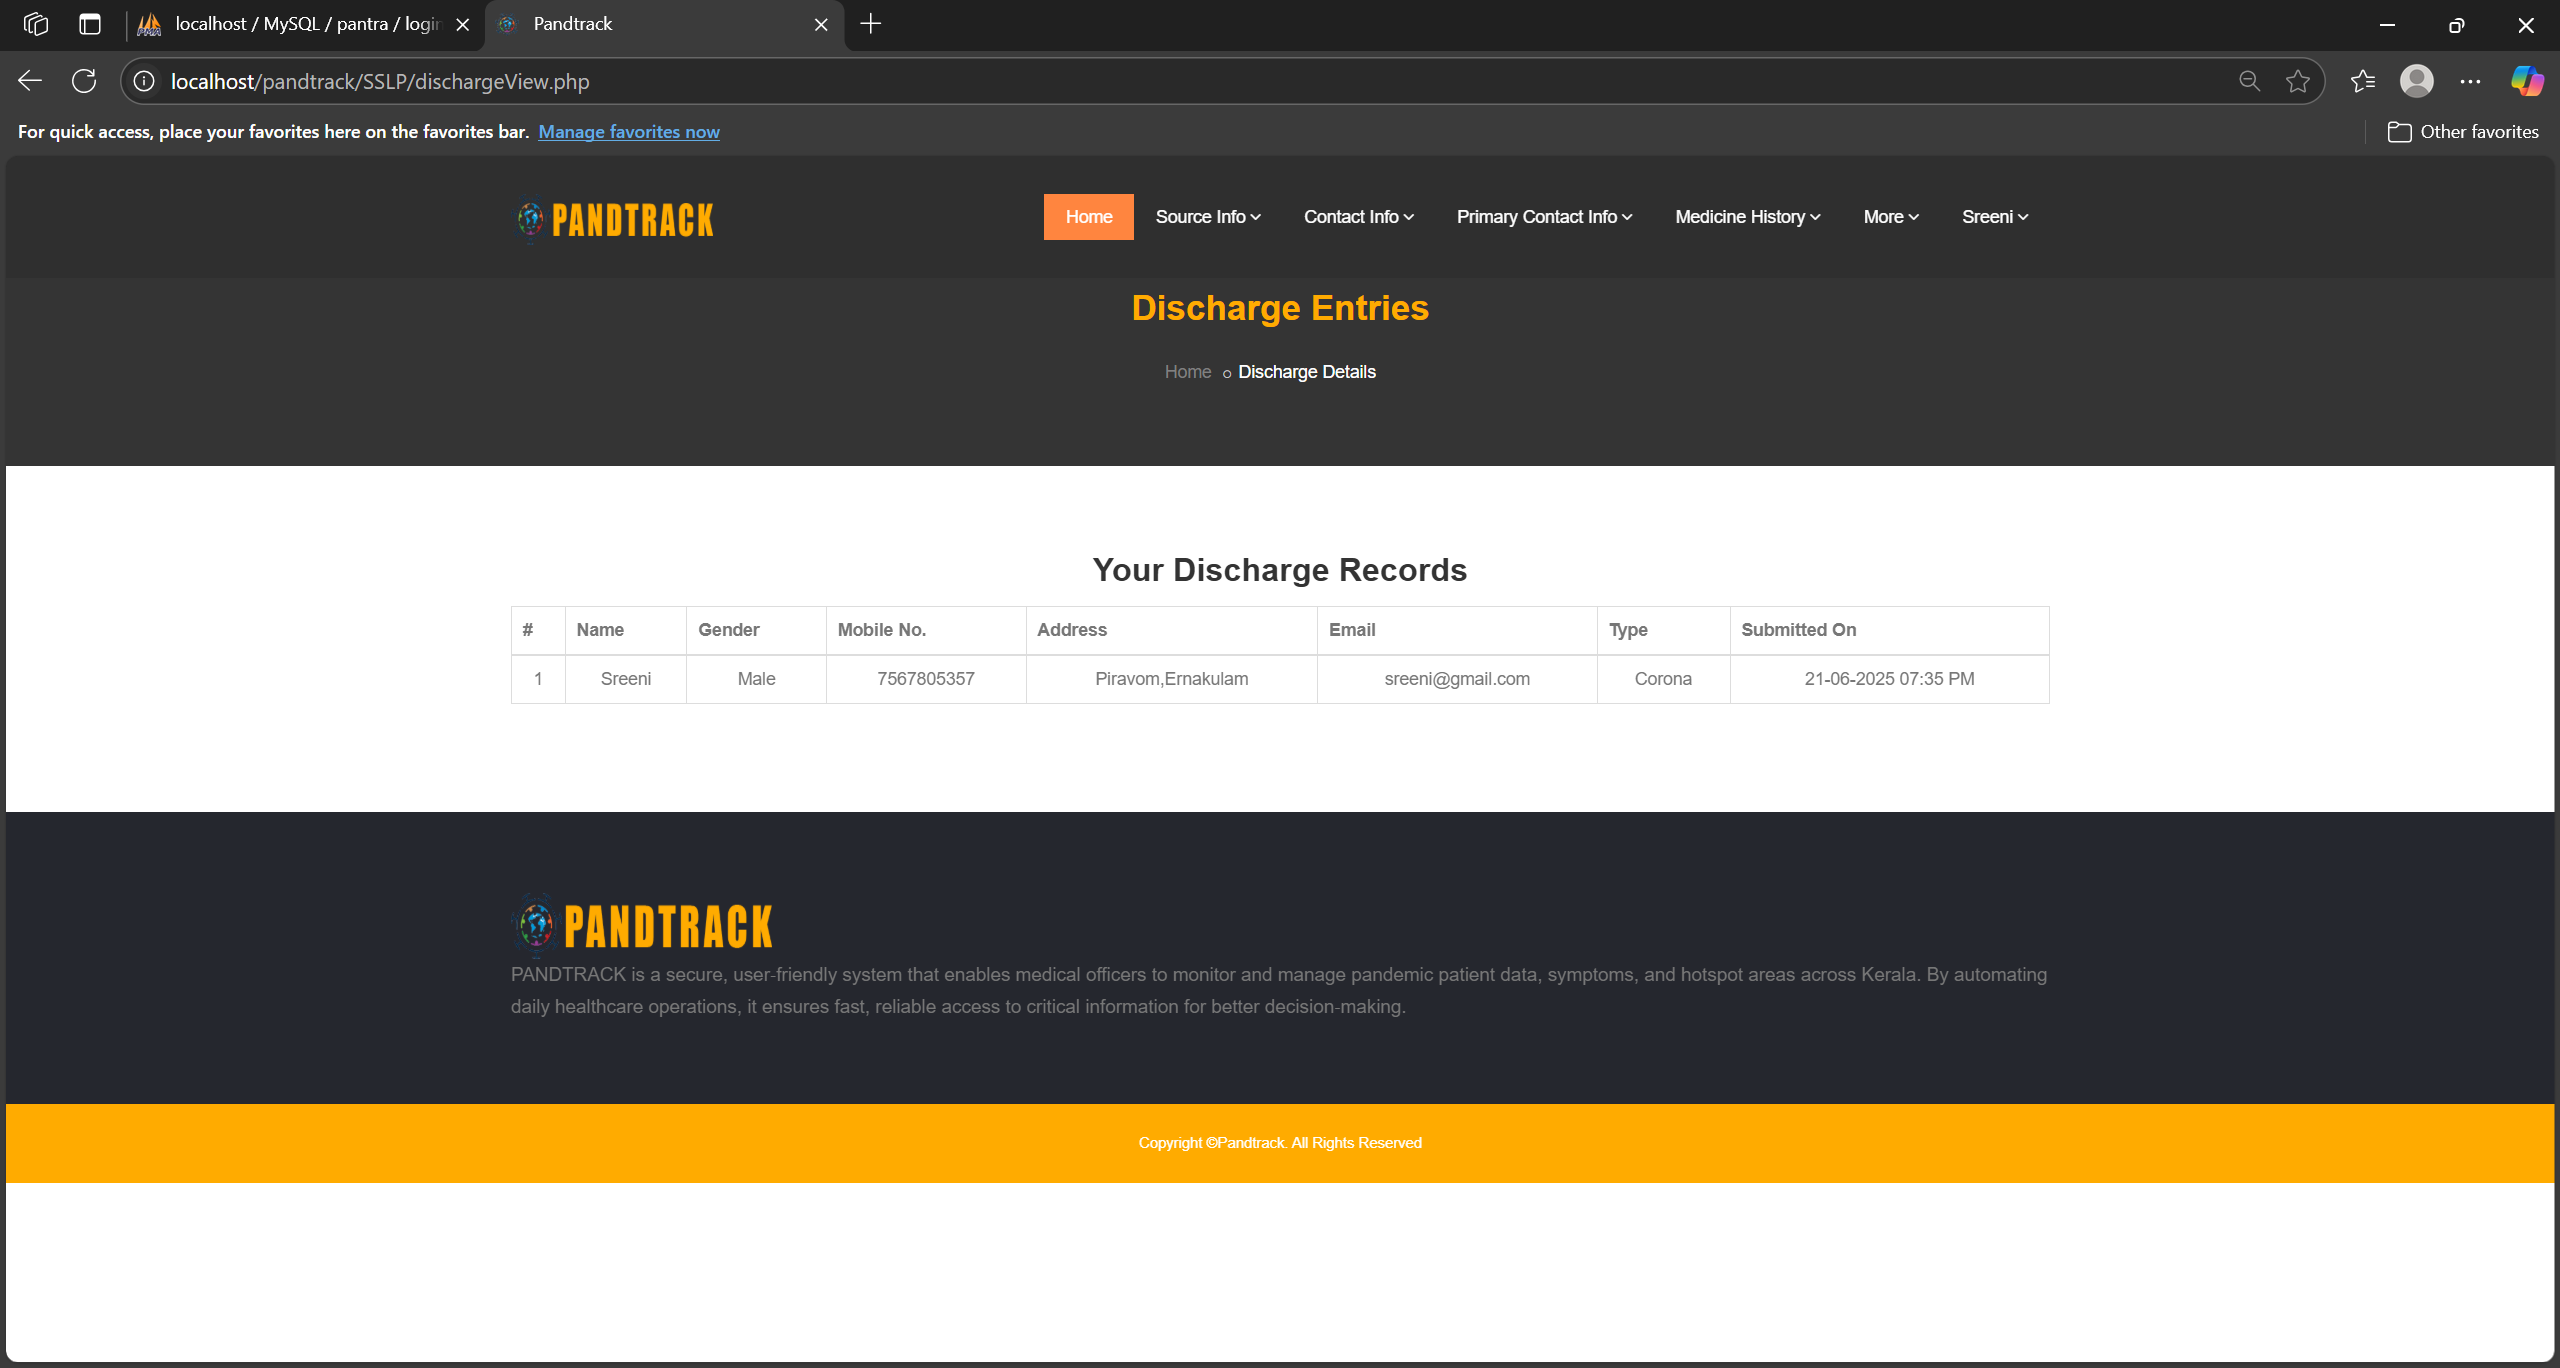 localhost / MySQL / pantra / login
Pandtrack
localhost/pandtrack/SSLP/dischargeView.php
For quick access, place your favorites here on the favorites bar. Manage favorites now
Other favorites
PANDTRACK
Home Source Info Contact Info Primary Contact Info Medicine History More Sreeni
Discharge Entries
Home Discharge Details
Your Discharge Records
# Name Gender Mobile No. Address Email Type Submitted On
1 Sreeni Male 7567805357 Piravom,Ernakulam sreeni@gmail.com Corona 21-06-2025 07:35 PM
PANDTRACK
PANDTRACK is a secure, user-friendly system that enables medical officers to monitor and manage pandemic patient data, symptoms, and hotspot areas across Kerala. By automating
daily healthcare operations, it ensures fast, reliable access to critical information for better decision-making.
Copyright ©Pandtrack. All Rights Reserved